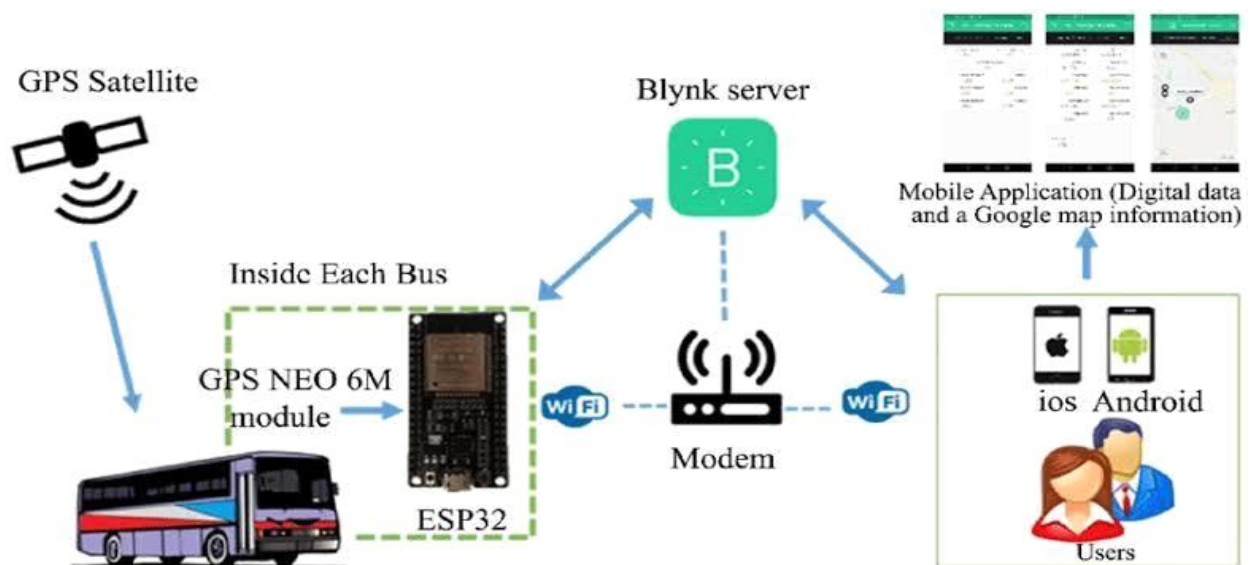 GPS Satellite
Blynk server
B
Mobile Application (Digital data
and a Google map information)
Inside Each Bus
GPS NEO 6M
module
WiFi
WiFi
ESP32
Modem
ios Android
Users